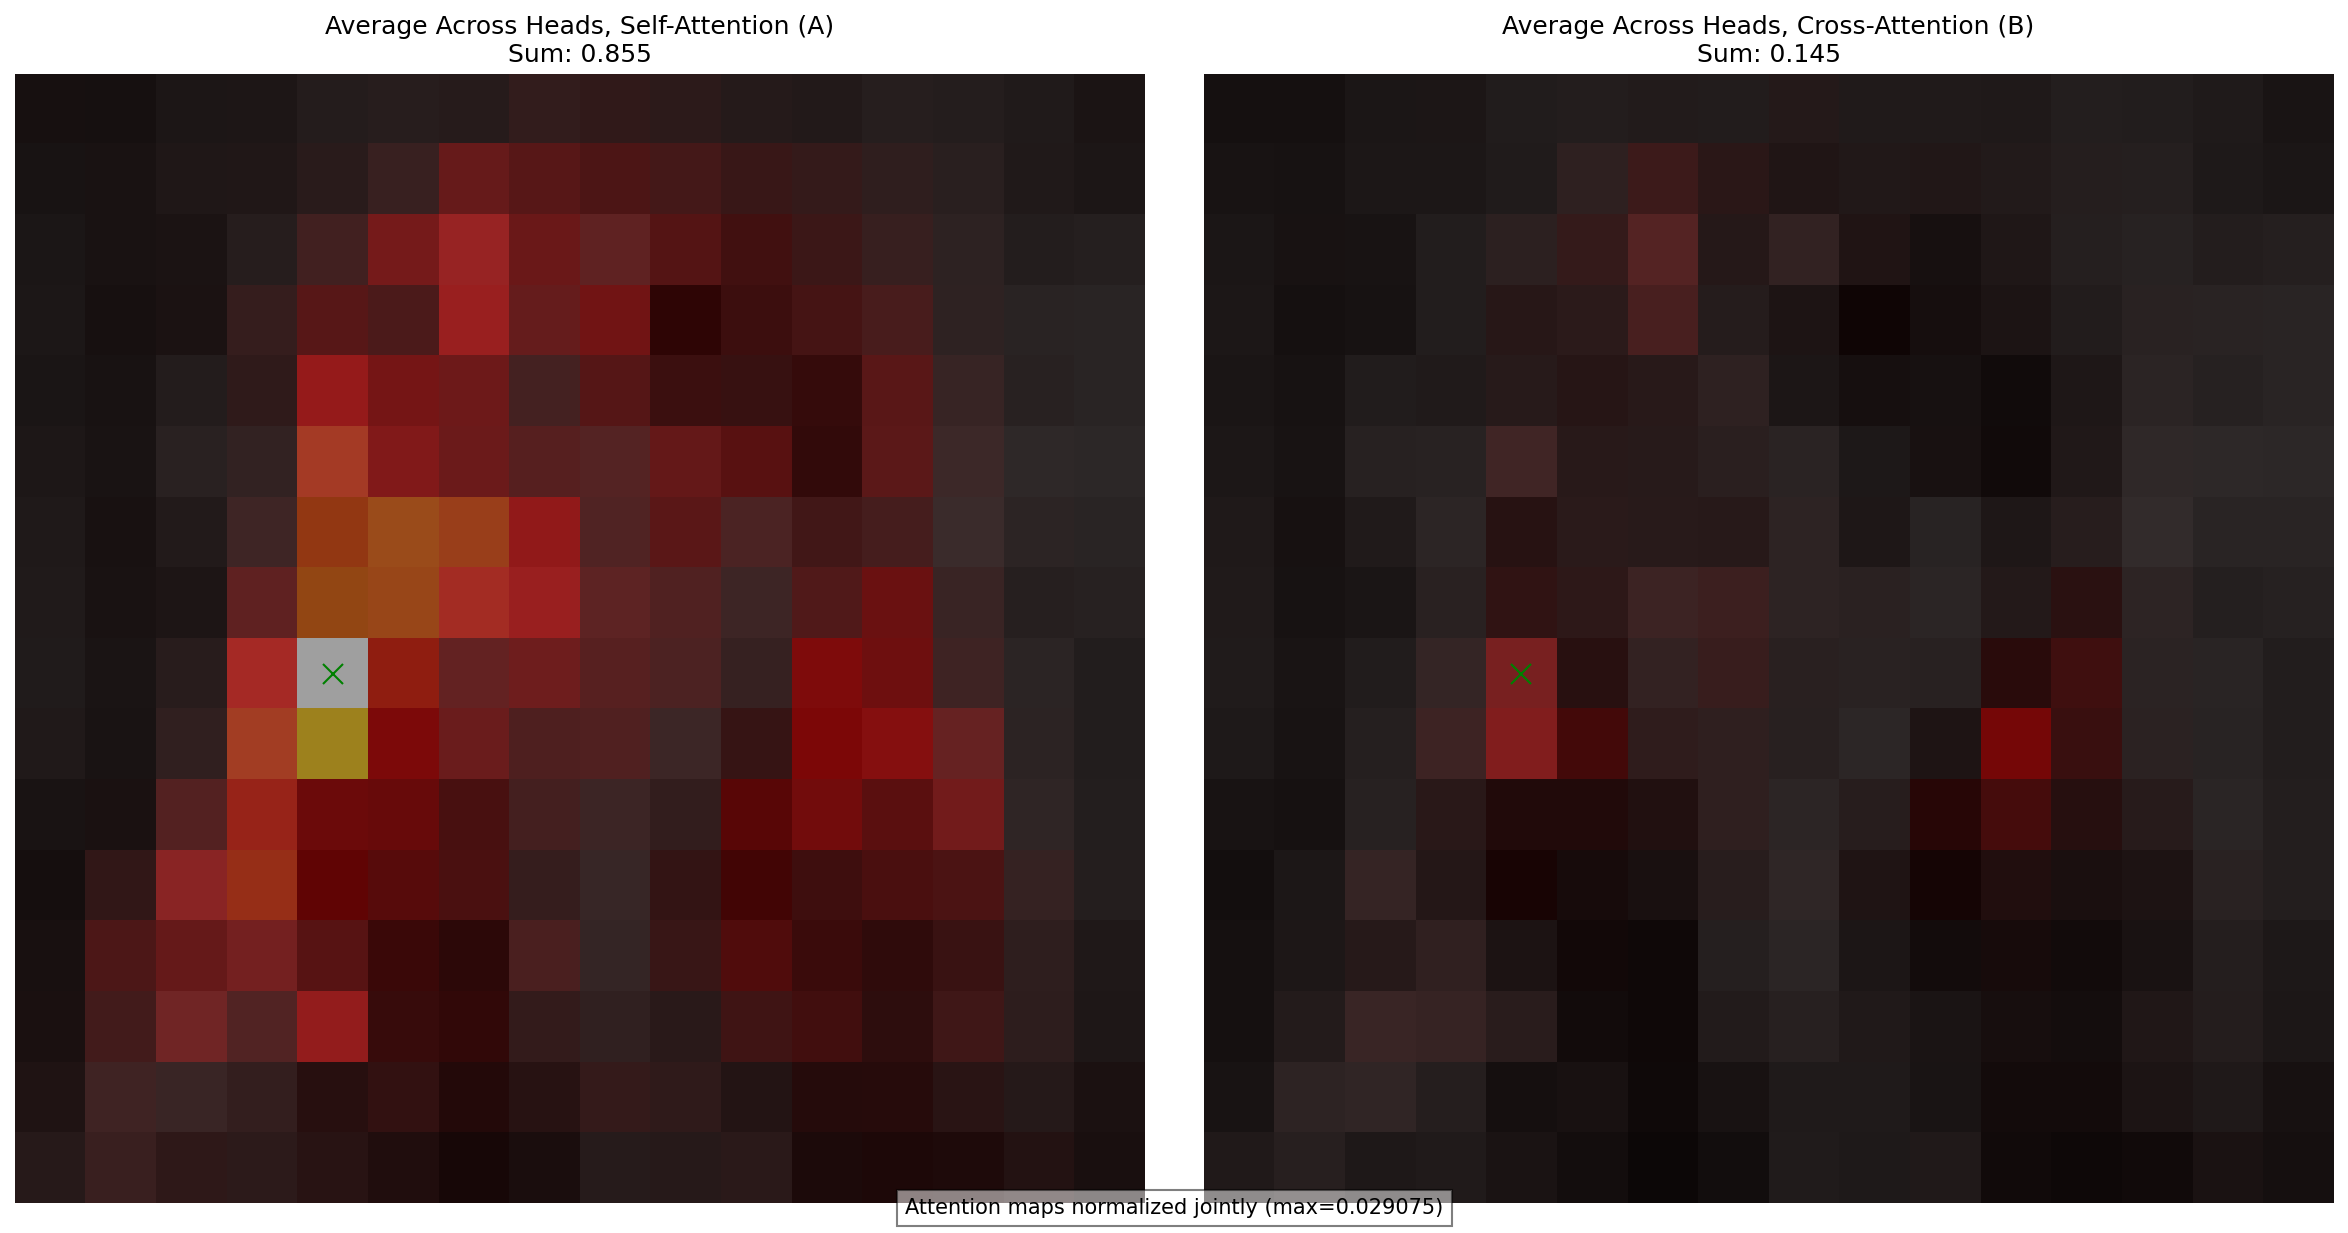 Average Across Heads, Self-Attention (A)
Sum: 0.855
Average Across Heads, Cross-Attention (B)
Sum: 0.145
Attention maps normalized jointly (max=0.029075)